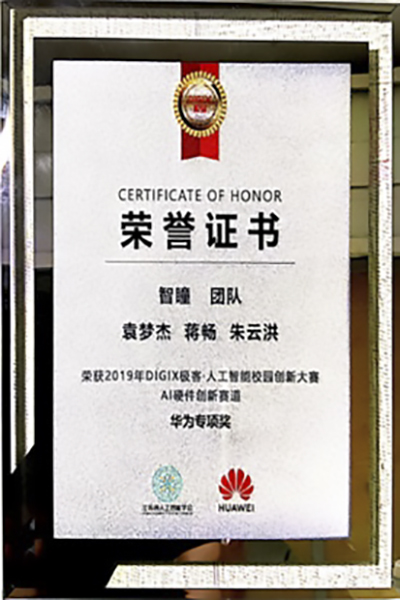 CERTIFICATE OF HONOR
荣誉证书
智瞳 团队
袁梦杰 蒋畅 朱云洪
荣获2019年DIGIX极客·人工智能校园创新大赛
AI硬件创新赛道
华为专项奖
HUAWEI